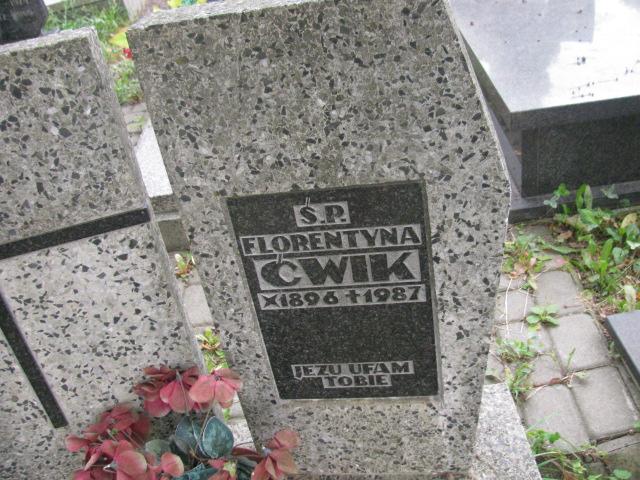 Ś.P.
FLORENTYNA
ĆWIK
×1896 †1987
JEZU UFAM
TOBIE